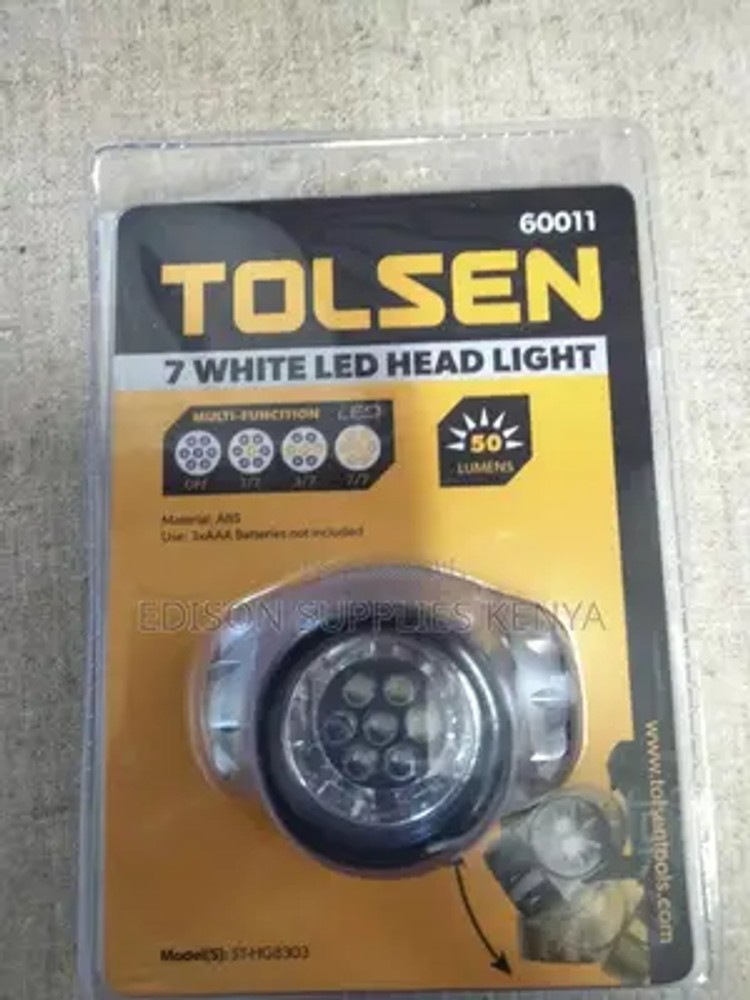 60011
TOLSEN
7 WHITE LED HEAD LIGHT
MULTI-FUNCTION LED
OFF 1/7 3/7 7/7
50
LUMENS
Material: ABS
Use: 3xAAA Batteries not included
EDISON SUPPLIES KENYA
www.tolsentools.com
Model(S): ST-HG8303